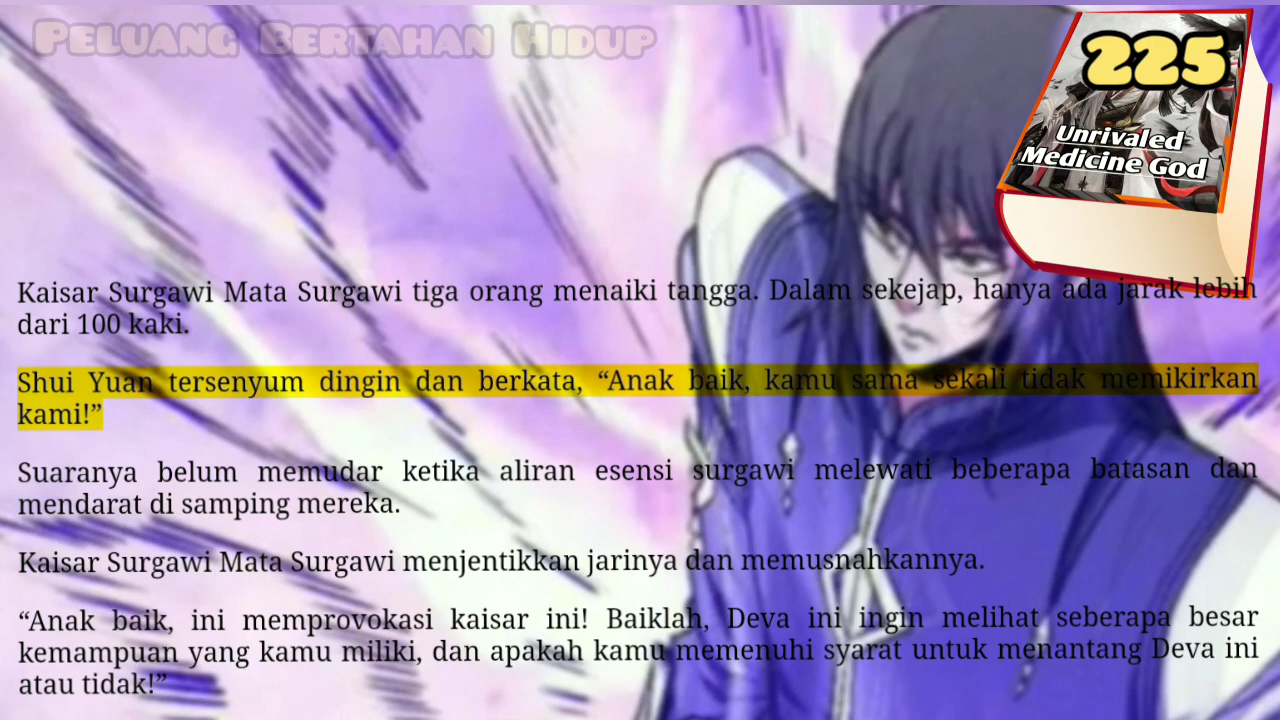 Peluang Bertahan Hidup
225
Unrivaled
Medicine God
Kaisar Surgawi Mata Surgawi tiga orang menaiki tangga. Dalam sekejap, hanya ada jarak lebih
dari 100 kaki.
Shui Yuan tersenyum dingin dan berkata, “Anak baik, kamu sama sekali tidak memikirkan
kami!”
Suaranya belum memudar ketika aliran esensi surgawi melewati beberapa batasan dan
mendarat di samping mereka.
Kaisar Surgawi Mata Surgawi menjentikkan jarinya dan memusnahkannya.
“Anak baik, ini memprovokasi kaisar ini! Baiklah, Deva ini ingin melihat seberapa besar
kemampuan yang kamu miliki, dan apakah kamu memenuhi syarat untuk menantang Deva ini
atau tidak!”